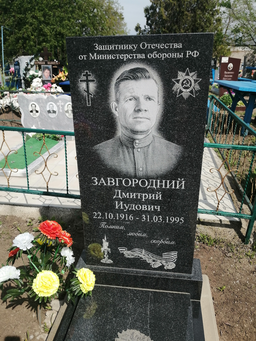 Защитнику Отечества
от Министерства обороны РФ
ЗАВГОРОДНИЙ
Дмитрий
Иудович
22.10.1916 - 31.03.1995
Помним, любим, скорбим.